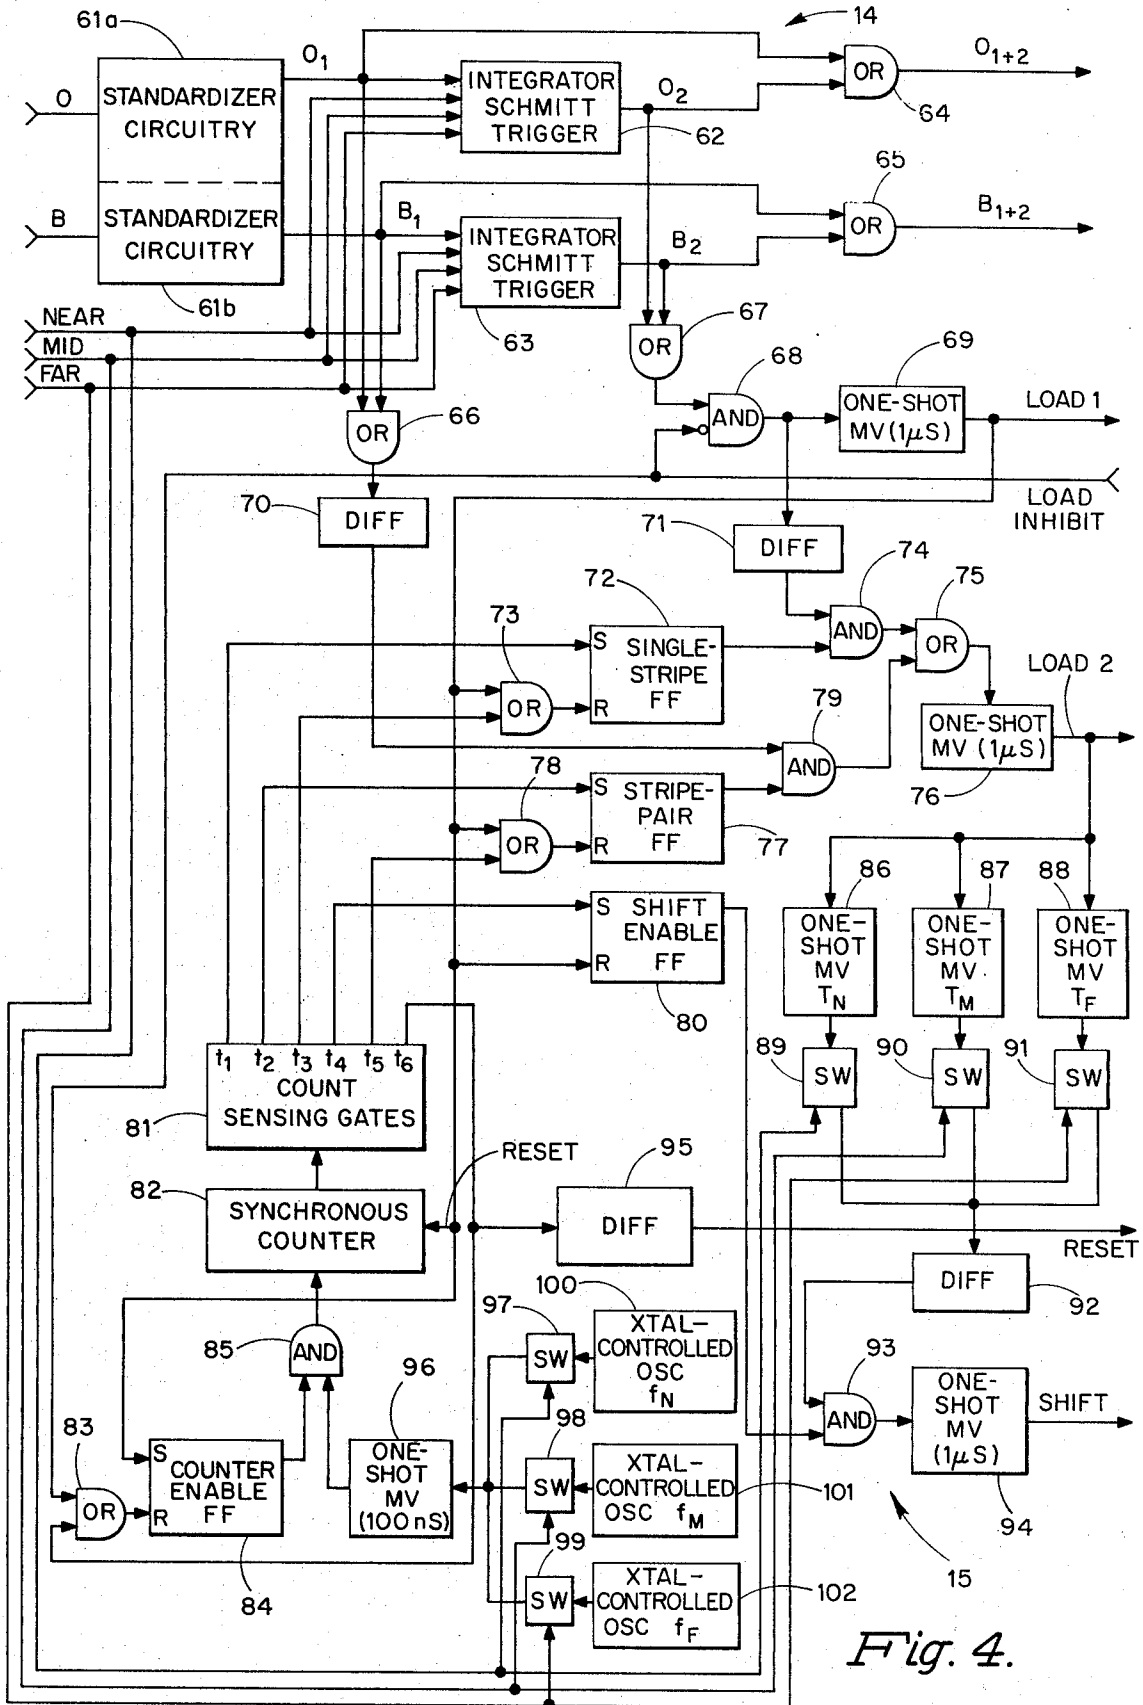 61a
14
O
STANDARDIZER
CIRCUITRY
O1
INTEGRATOR
SCHMITT
TRIGGER
62
O2
OR
64
O1+2
B
STANDARDIZER
CIRCUITRY
61b
B1
INTEGRATOR
SCHMITT
TRIGGER
63
B2
65
OR
B1+2
NEAR
MID
FAR
OR
66
OR
67
68
AND
69
ONE-SHOT
MV (1μS)
LOAD 1
LOAD
INHIBIT
70
DIFF
71
DIFF
72
S SINGLE-
STRIPE
R FF
73
OR
74
AND
75
OR
LOAD 2
ONE-SHOT
MV (1μS)
76
79
AND
78
OR
S STRIPE-
PAIR
R FF
77
S SHIFT
ENABLE
R FF
80
86
ONE-
SHOT
MV
TN
87
ONE-
SHOT
MV
TM
88
ONE-
SHOT
MV
TF
89
SW
90
SW
91
SW
t1 t2 t3 t4 t5 t6
COUNT
SENSING GATES
81
82
SYNCHRONOUS
COUNTER
RESET
95
DIFF
RESET
DIFF
92
85
AND
96
ONE-
SHOT
MV
(100 nS)
83
OR
S COUNTER
ENABLE
R FF
84
97
SW
100
XTAL-
CONTROLLED
OSC
fN
98
SW
XTAL-
CONTROLLED
OSC fM
101
99
SW
XTAL-
CONTROLLED
OSC fF
102
93
AND
ONE-
SHOT
MV
(1μS)
94
SHIFT
15
Fig. 4.